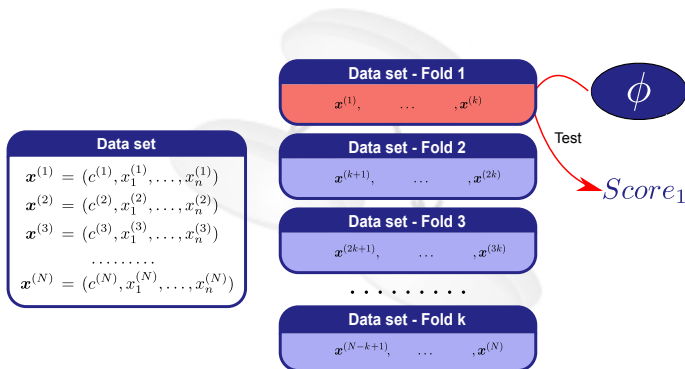 Data set
x^(1) = (c^(1), x_1^(1), . . . , x_n^(1))
x^(2) = (c^(2), x_1^(2), . . . , x_n^(2))
x^(3) = (c^(3), x_1^(3), . . . , x_n^(3))
. . . . . . . . .
x^(N) = (c^(N), x_1^(N), . . . , x_n^(N))
Data set - Fold 1
x^(1), . . . , x^(k)
Data set - Fold 2
x^(k+1), . . . , x^(2k)
Data set - Fold 3
x^(2k+1), . . . , x^(3k)
. . . . . . . . .
Data set - Fold k
x^(N−k+1), . . . , x^(N)
ϕ
Test
Score_1